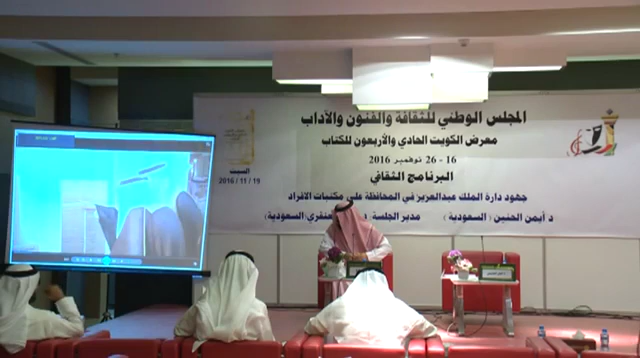 المجلس الوطني للثقافة والفنون والآداب
معرض الكويت الحادي والأربعون للكتاب
16 - 26 نوفمبر 2016
البرنامج الثقافي
السبت
2016 / 11 / 19
جهود دارة الملك عبدالعزيز في المحافظة على مكتبات الأفراد
د أيمن الحنين (السعودية) مدير الجلسة (السعودية)